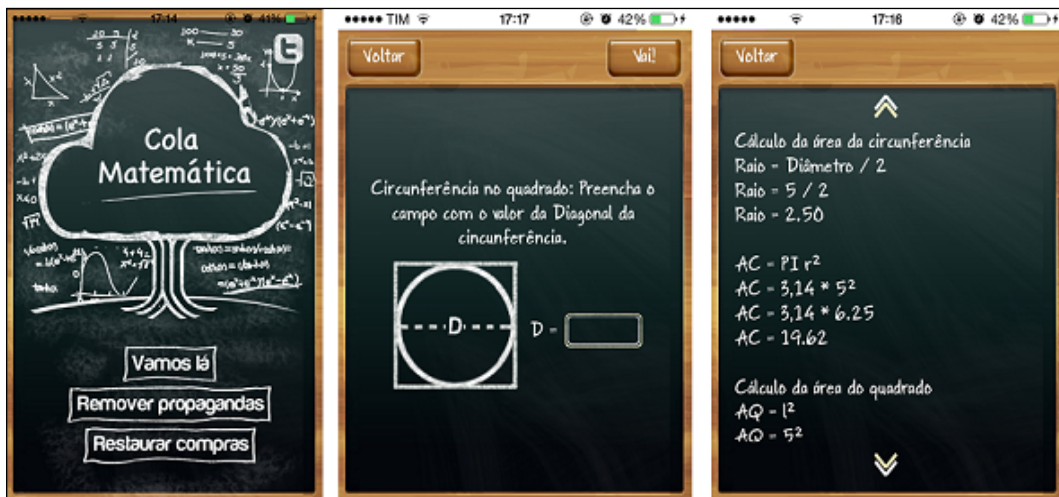 17:14
41%
Cola
Matemática
Vamos lá
Remover propagandas
Restaurar compras
TIM
17:17
42%
Voltar
Vai!
Circunferência no quadrado: Preencha o
campo com o valor da Diagonal da
cincunferência.
D
D =
17:16
42%
Voltar
Cálculo da área da circunferência
Raio = Diâmetro / 2
Raio = 5 / 2
Raio = 2.50
AC = PI r²
AC = 3,14 * 5²
AC = 3,14 * 6.25
AC = 19.62
Cálculo da área do quadrado
AQ = l²
AQ = 5²